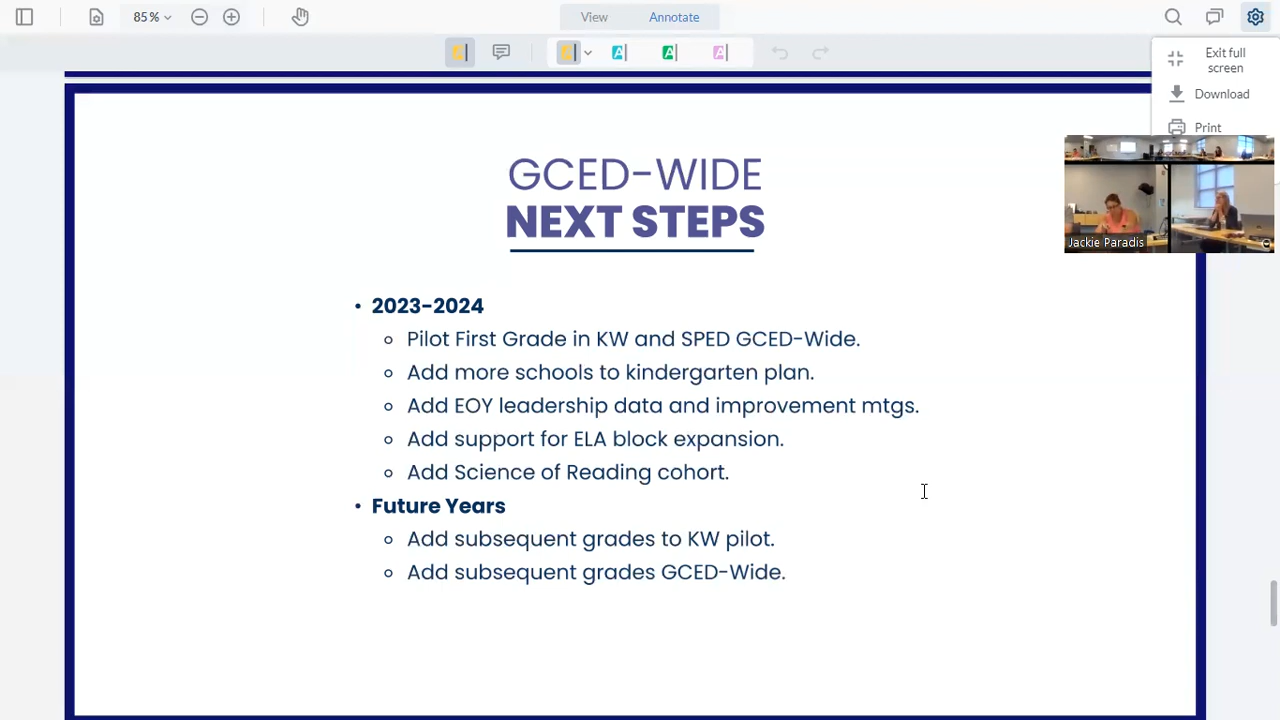 85%
View
Annotate
Exit full
screen
Download
Print
Jackie Paradis
GCED-WIDE
NEXT STEPS
• 2023-2024
Pilot First Grade in KW and SPED GCED-Wide.
Add more schools to kindergarten plan.
Add EOY leadership data and improvement mtgs.
Add support for ELA block expansion.
Add Science of Reading cohort.
• Future Years
Add subsequent grades to KW pilot.
Add subsequent grades GCED-Wide.